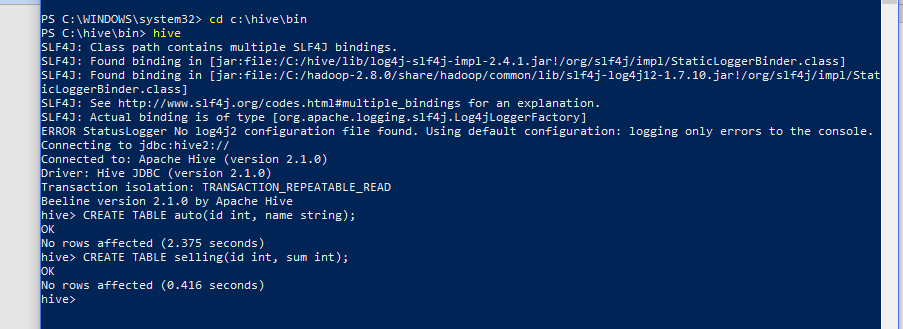 PS C:\WINDOWS\system32> cd c:\hive\bin
PS C:\hive\bin> hive
SLF4J: Class path contains multiple SLF4J bindings.
SLF4J: Found binding in [jar:file:/C:/hive/lib/log4j-slf4j-impl-2.4.1.jar!/org/slf4j/impl/StaticLoggerBinder.class]
SLF4J: Found binding in [jar:file:/C:/hadoop-2.8.0/share/hadoop/common/lib/slf4j-log4j12-1.7.10.jar!/org/slf4j/impl/Stat
icLoggerBinder.class]
SLF4J: See http://www.slf4j.org/codes.html#multiple_bindings for an explanation.
SLF4J: Actual binding is of type [org.apache.logging.slf4j.Log4jLoggerFactory]
ERROR StatusLogger No log4j2 configuration file found. Using default configuration: logging only errors to the console.
Connecting to jdbc:hive2://
Connected to: Apache Hive (version 2.1.0)
Driver: Hive JDBC (version 2.1.0)
Transaction isolation: TRANSACTION_REPEATABLE_READ
Beeline version 2.1.0 by Apache Hive
hive> CREATE TABLE auto(id int, name string);
OK
No rows affected (2.375 seconds)
hive> CREATE TABLE selling(id int, sum int);
OK
No rows affected (0.416 seconds)
hive>